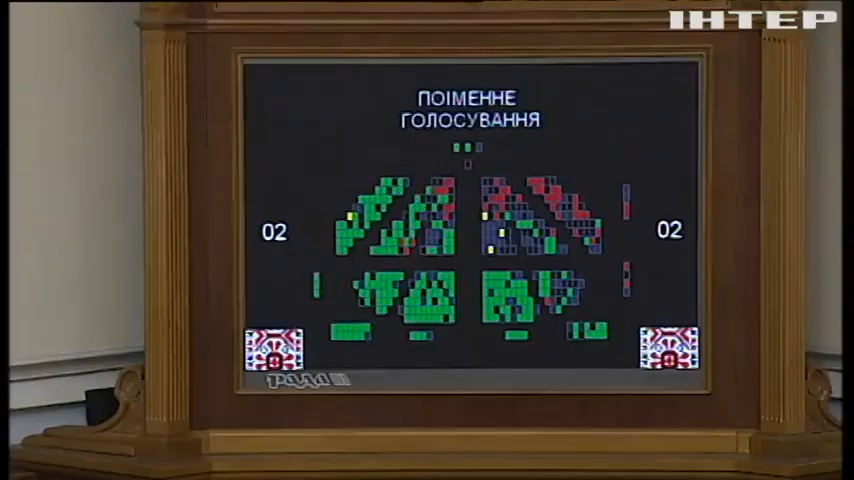 ІНТЕР
ПОІМЕННЕ
ГОЛОСУВАННЯ
02
02
РАДА